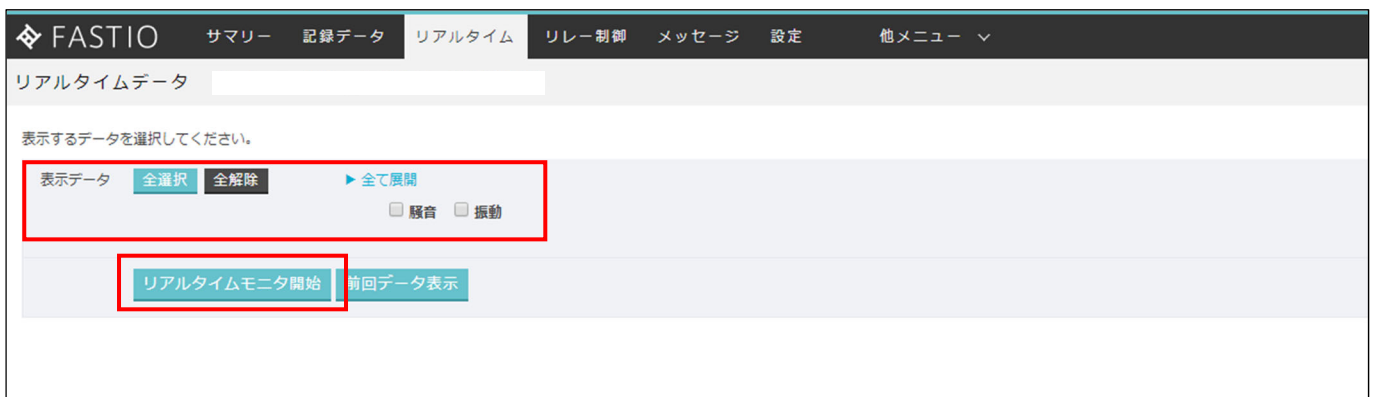 FASTIO サマリー 記録データ リアルタイム リレー制御 メッセージ 設定 他メニュー
リアルタイムデータ
表示するデータを選択してください。
表示データ 全選択 全解除 ▶ 全て展開
騒音 振動
リアルタイムモニタ開始 前回データ表示